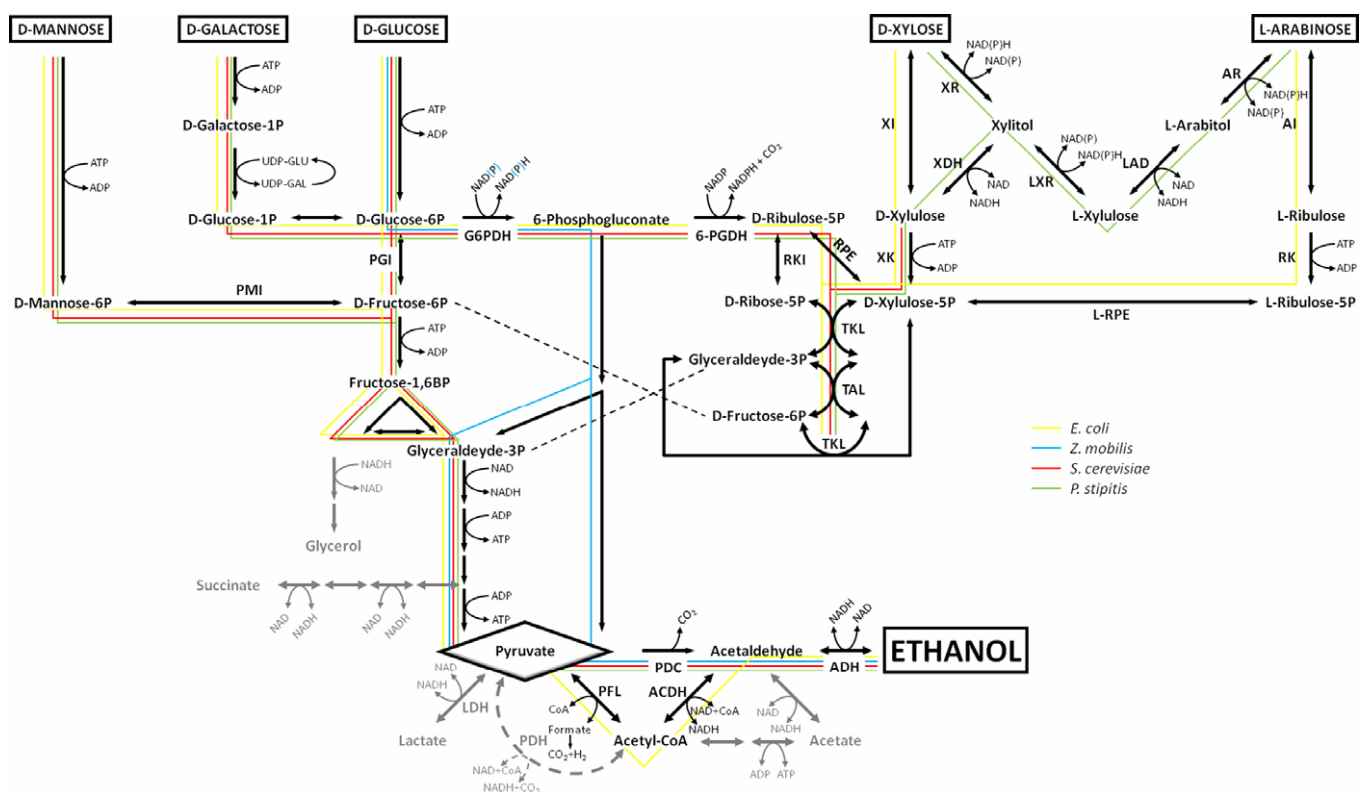 D-MANNOSE
D-GALACTOSE
D-GLUCOSE
D-XYLOSE
L-ARABINOSE
ATP
ADP
D-Galactose-1P
ATP
ADP
NAD(P)H
NAD(P)
XR
AR
NAD(P)H
NAD(P)
XI
Xylitol
L-Arabitol
AI
ATP
ADP
UDP-GLU
UDP-GAL
NAD(P)
NAD(P)H
NADP
NADPH + CO2
XDH
NAD
NADH
NAD(P)
NAD(P)H
LXR
LAD
NAD
NADH
D-Glucose-1P
D-Glucose-6P
6-Phosphogluconate
D-Ribulose-5P
D-Xylulose
L-Xylulose
L-Ribulose
G6PDH
6-PGDH
PGI
RKI
RPE
XK
ATP
ADP
RK
ATP
ADP
D-Mannose-6P
PMI
D-Fructose-6P
D-Ribose-5P
D-Xylulose-5P
L-RPE
L-Ribulose-5P
ATP
ADP
TKL
Glyceraldeyde-3P
Fructose-1,6BP
TAL
D-Fructose-6P
TKL
Glyceraldeyde-3P
E. coli
Z. mobilis
S. cerevisiae
P. stipitis
NADH
NAD
NAD
NADH
Glycerol
ADP
ATP
Succinate
NAD
NADH
NAD
NADH
ADP
ATP
Pyruvate
CO2
PDC
Acetaldehyde
NADH
NAD
ADH
ETHANOL
NAD
NADH
LDH
Lactate
PFL
CoA
Formate
CO2+H2
ACDH
NAD+CoA
NADH
NAD
NADH
PDH
NAD+CoA
NADH+CO2
Acetyl-CoA
ADP
ATP
Acetate